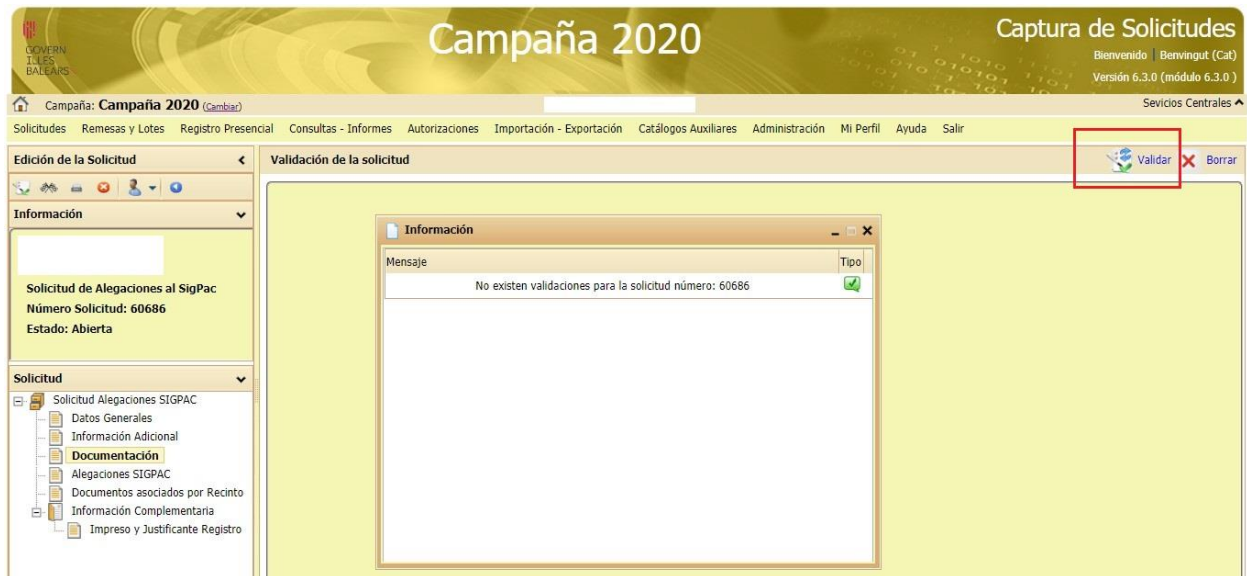 GOVERN
ILLES
BALEARS
Campaña 2020
Captura de Solicitudes
Bienvenido | Benvingut (Cat)
Versión 6.3.0 (módulo 6.3.0 )
Campaña: Campaña 2020 (Cambiar)
Sevicios Centrales
Solicitudes Remesas y Lotes Registro Presencial Consultas - Informes Autorizaciones Importación - Exportación Catálogos Auxiliares Administración Mi Perfil Ayuda Salir
Edición de la Solicitud
Validación de la solicitud
Validar Borrar
Información
Solicitud de Alegaciones al SigPac
Número Solicitud: 60686
Estado: Abierta
Solicitud
Solicitud Alegaciones SIGPAC
Datos Generales
Información Adicional
Documentación
Alegaciones SIGPAC
Documentos asociados por Recinto
Información Complementaria
Impreso y Justificante Registro
Información
Mensaje Tipo
No existen validaciones para la solicitud número: 60686